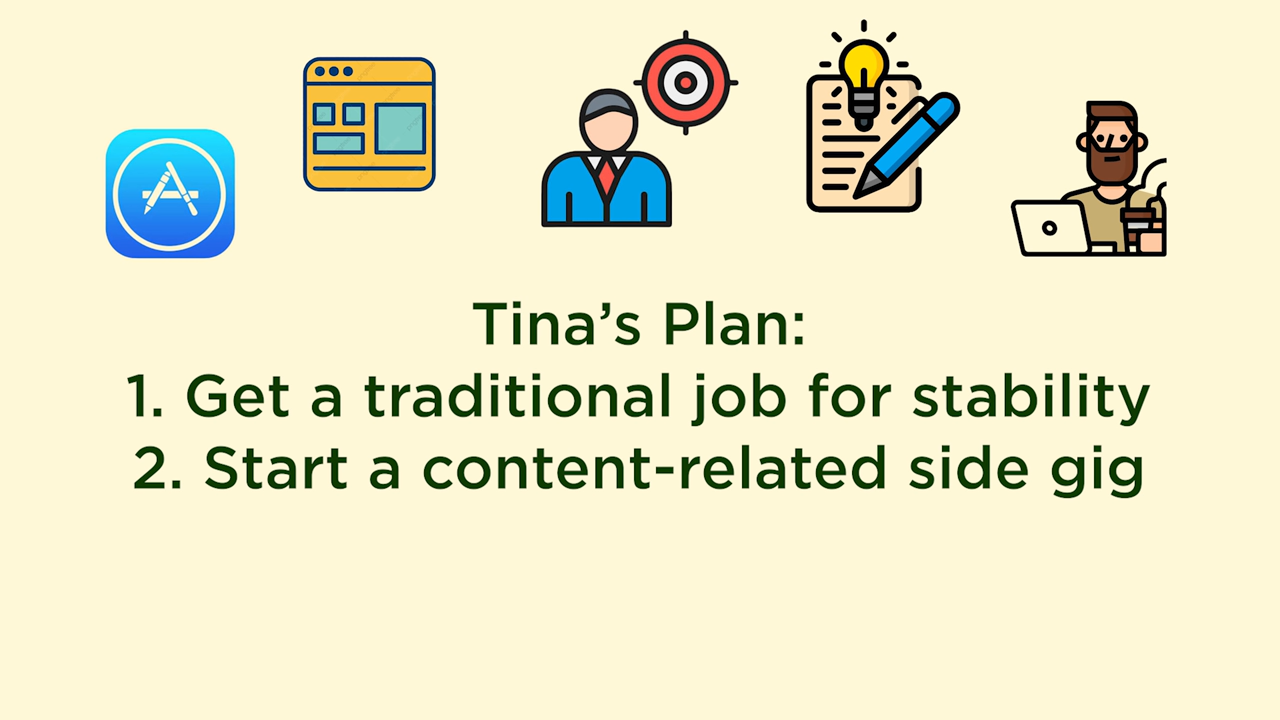 Tina’s Plan:
1. Get a traditional job for stability
2. Start a content-related side gig